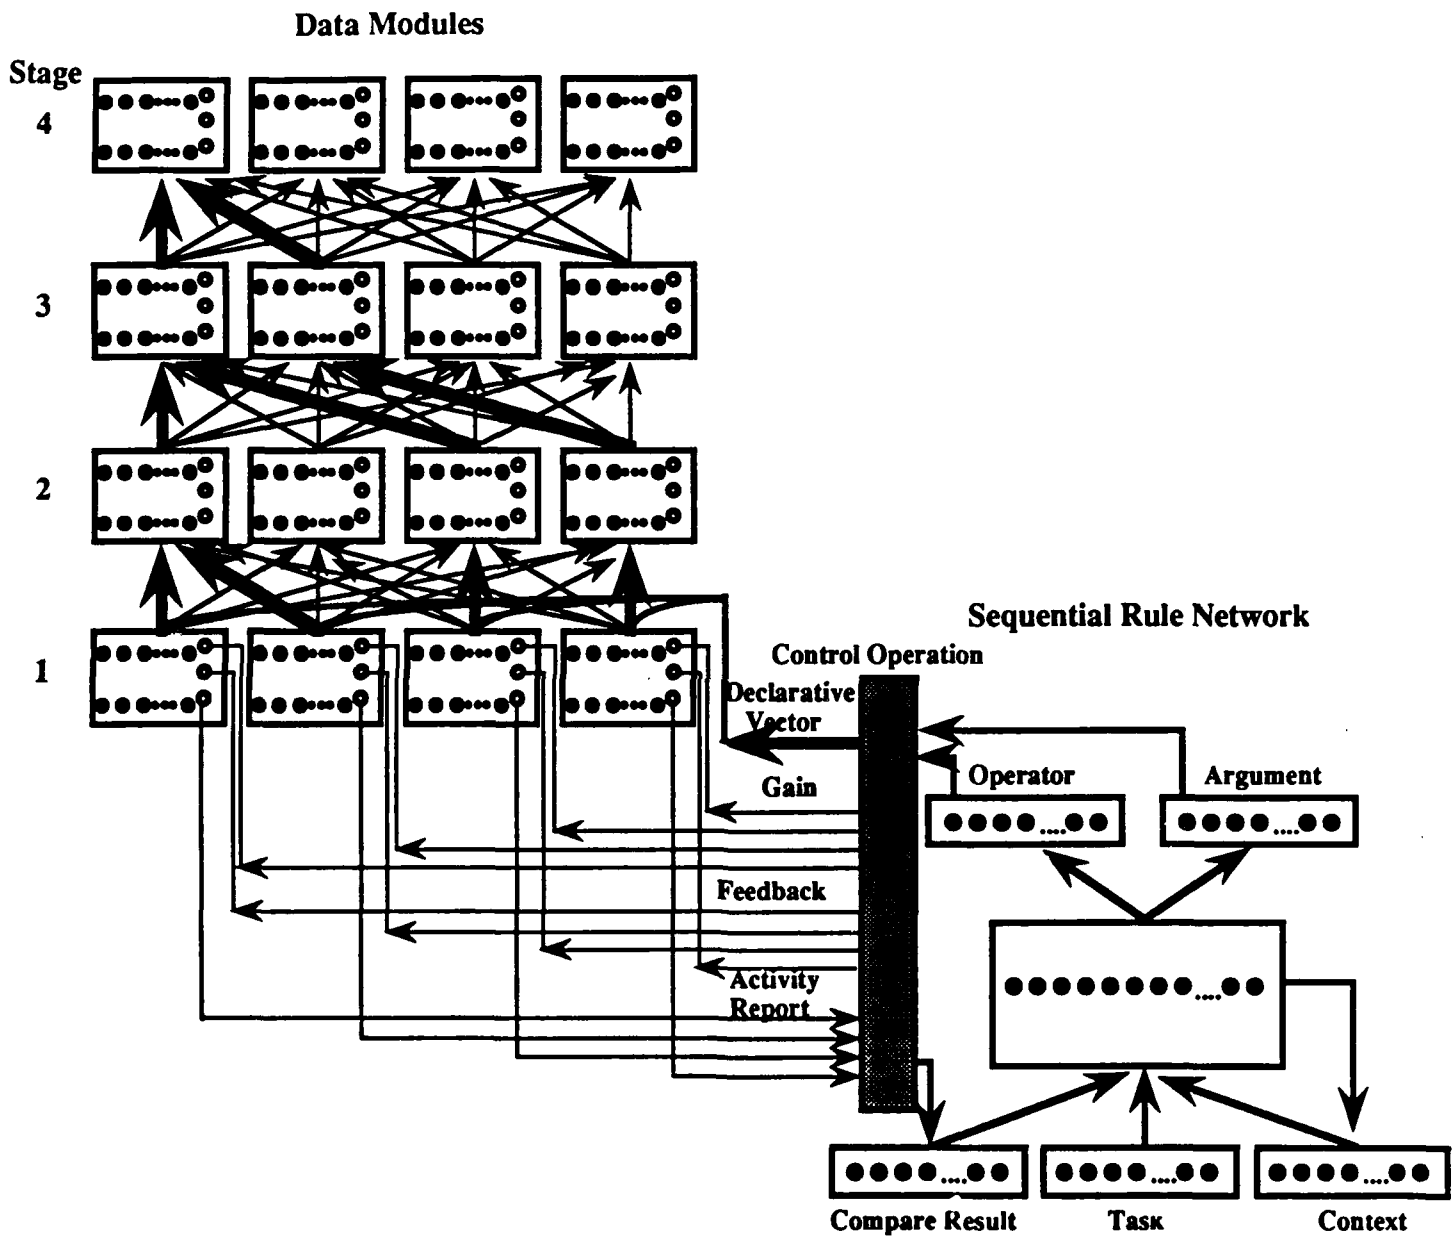 Data Modules
Stage
4
3
2
1
Sequential Rule Network
Control Operation
Declarative
Vector
Operator
Argument
Gain
Feedback
Activity
Report
Compare Result
Task
Context